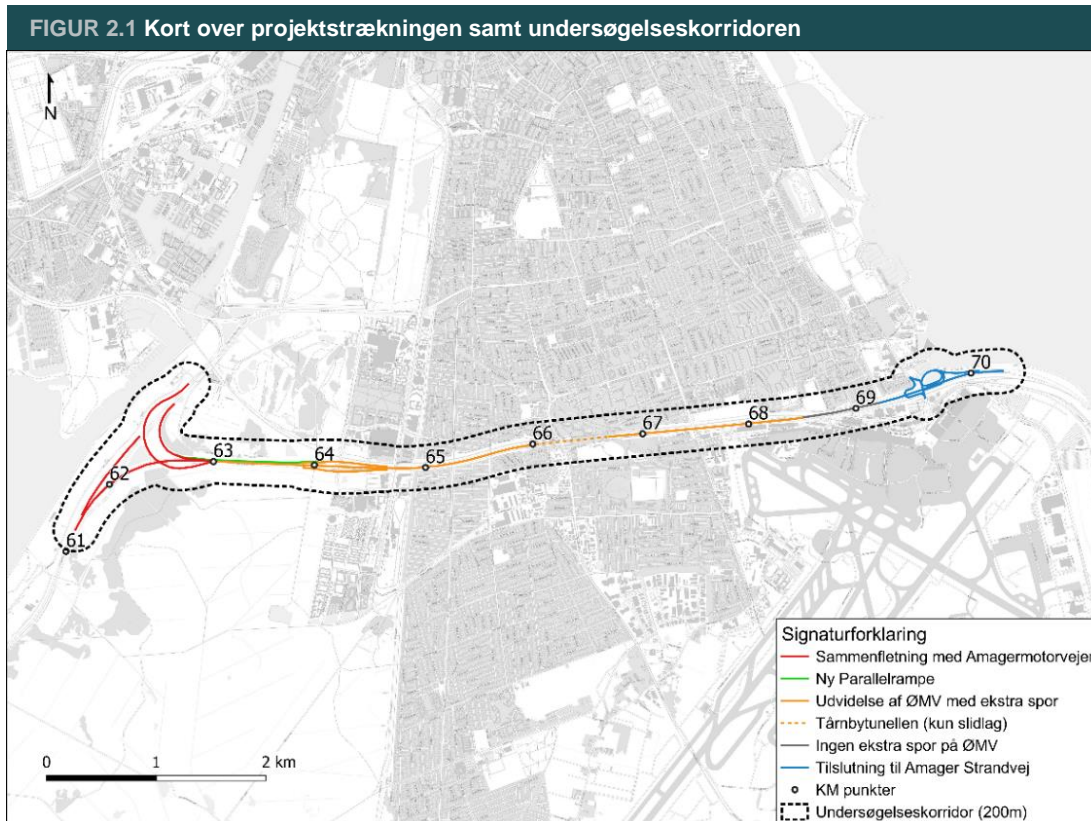 FIGUR 2.1 Kort over projektstrækningen samt undersøgelseskorridoren
N
70
69
68
67
66
65
64
63
62
61
Signaturforklaring
Sammenfletning med Amagermotorvejen
Ny Parallelrampe
Udvidelse af ØMV med ekstra spor
Tårnbytunellen (kun slidlag)
Ingen ekstra spor på ØMV
Tilslutning til Amager Strandvej
KM punkter
Undersøgelseskorridor (200m)
0 1 2 km